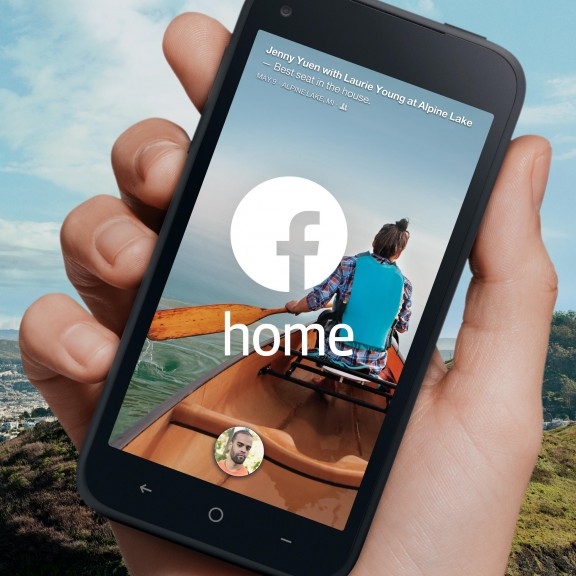 Jenny Yuen with Laurie Young at Alpine Lake
— Best seat in the house.
MAY 5 · ALPINE LAKE, MI
f
home